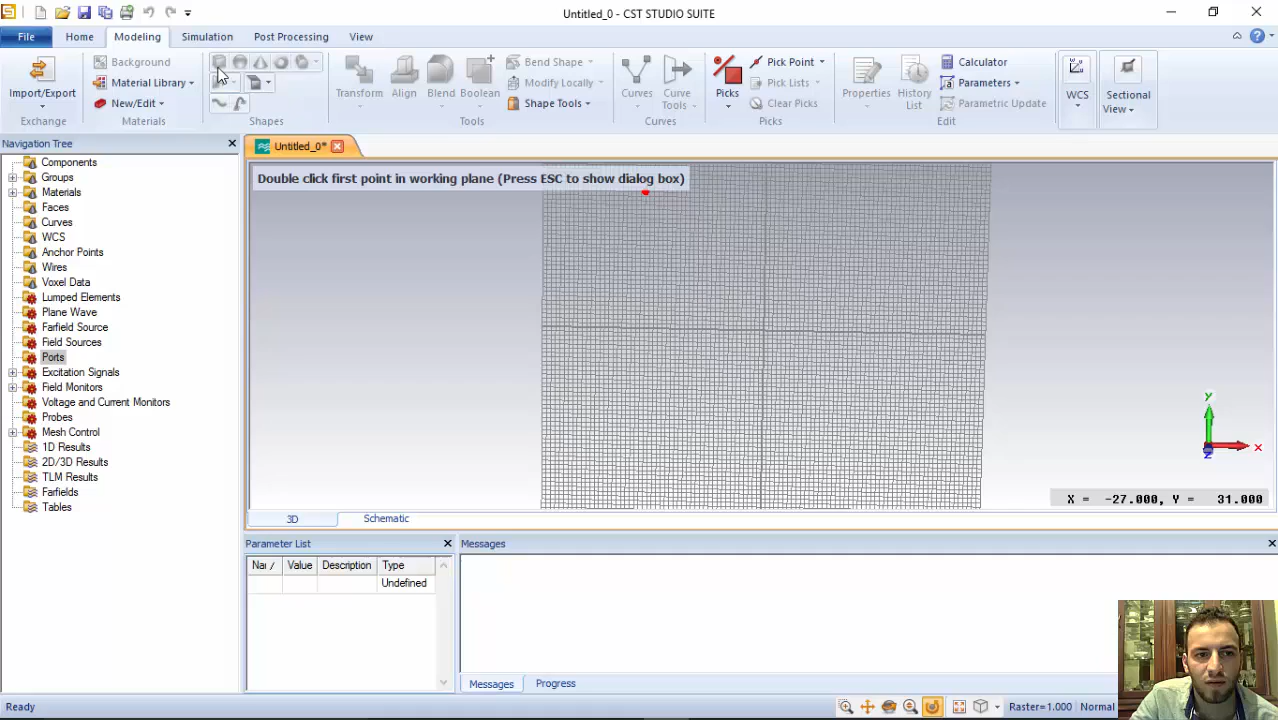 Untitled_0 - CST STUDIO SUITE
File Home Modeling Simulation Post Processing View
Import/Export
Exchange
Background
Material Library
New/Edit
Materials
Shapes
Transform Align Blend Boolean
Bend Shape
Modify Locally
Shape Tools
Tools
Curves Curve Tools
Curves
Picks
Pick Point
Pick Lists
Clear Picks
Picks
Properties History List
Calculator
Parameters
Parametric Update
Edit
WCS
Sectional View
Navigation Tree
Components
Groups
Materials
Faces
Curves
WCS
Anchor Points
Wires
Voxel Data
Lumped Elements
Plane Wave
Farfield Source
Field Sources
Ports
Excitation Signals
Field Monitors
Voltage and Current Monitors
Probes
Mesh Control
1D Results
2D/3D Results
TLM Results
Farfields
Tables
Untitled_0*
Double click first point in working plane (Press ESC to show dialog box)
y
x
z
X = -27.000, Y = 31.000
3D Schematic
Parameter List
Nar / Value Description Type
Undefined
Messages
Messages Progress
Ready
Raster=1.000 Normal